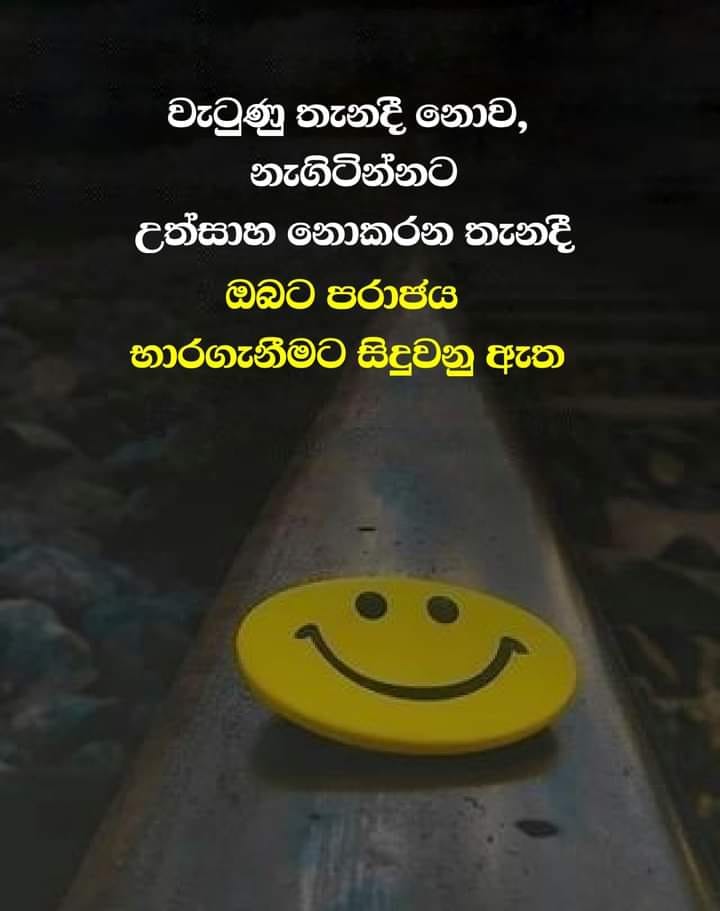 වැටුණු තැනදී නොව,
නැගිටින්නට
උත්සාහ නොකරන තැනදී
ඔබට පරාජය
භාරගැනීමට සිදුවනු ඇත